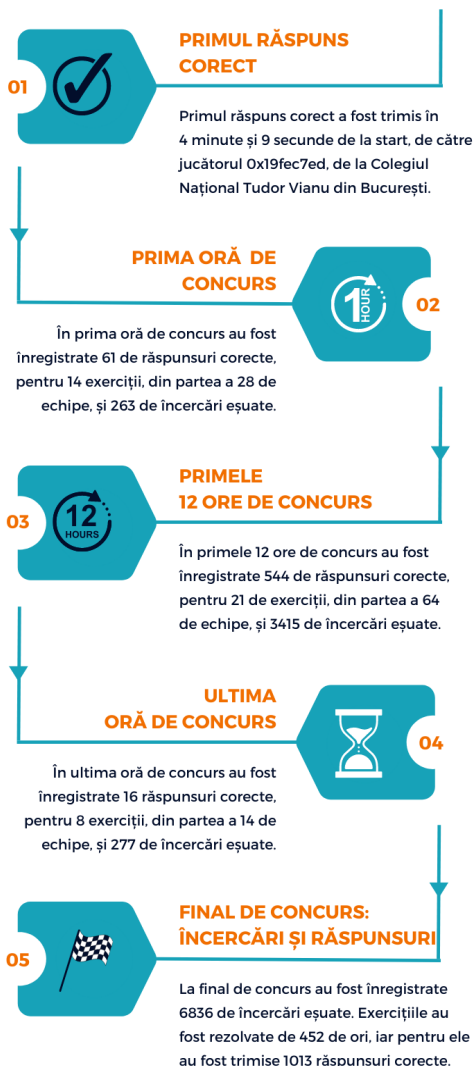 01
PRIMUL RĂSPUNS
CORECT
Primul răspuns corect a fost trimis în
4 minute și 9 secunde de la start, de către
jucătorul 0x19fec7ed, de la Colegiul
Național Tudor Vianu din București.
PRIMA ORĂ DE
CONCURS
1
HOUR
02
În prima oră de concurs au fost
înregistrate 61 de răspunsuri corecte,
pentru 14 exerciții, din partea a 28 de
echipe, și 263 de încercări eșuate.
03
12
HOURS
PRIMELE
12 ORE DE CONCURS
În primele 12 ore de concurs au fost
înregistrate 544 de răspunsuri corecte,
pentru 21 de exerciții, din partea a 64
de echipe, și 3415 de încercări eșuate.
ULTIMA
ORĂ DE CONCURS
04
În ultima oră de concurs au fost
înregistrate 16 răspunsuri corecte,
pentru 8 exerciții, din partea a 14 de
echipe, și 277 de încercări eșuate.
05
FINAL DE CONCURS:
ÎNCERCĂRI ȘI RĂSPUNSURI
La final de concurs au fost înregistrate
6836 de încercări eșuate. Exercițiile au
fost rezolvate de 452 de ori, iar pentru ele
au fost trimise 1013 răspunsuri corecte.